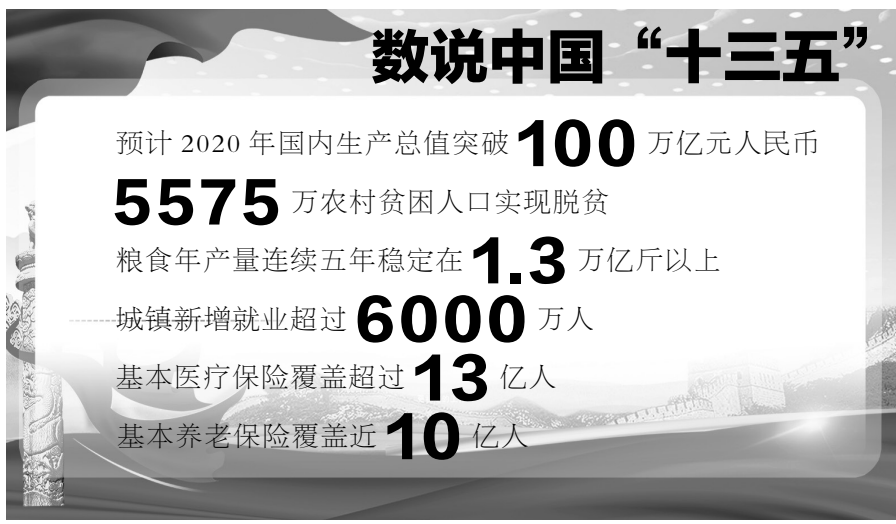 数说中国“十三五”
预计 2020 年国内生产总值突破 100 万亿元人民币
5575 万农村贫困人口实现脱贫
粮食年产量连续五年稳定在 1.3 万亿斤以上
城镇新增就业超过 6000 万人
基本医疗保险覆盖超过 13 亿人
基本养老保险覆盖近 10 亿人